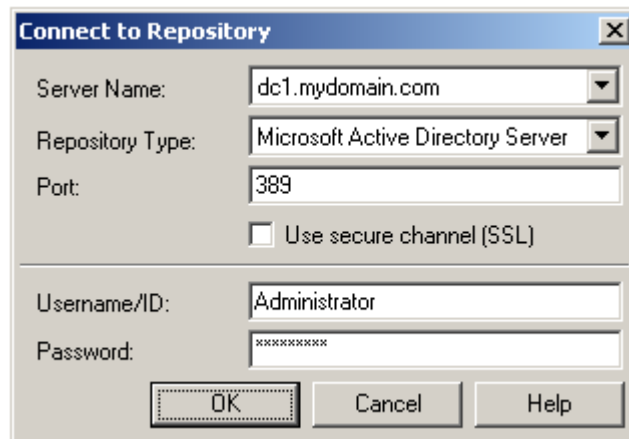 Connect to Repository
Server Name: dc1.mydomain.com
Repository Type: Microsoft Active Directory Server
Port: 389
Use secure channel (SSL)
Username/ID: Administrator
Password: *********
OK Cancel Help